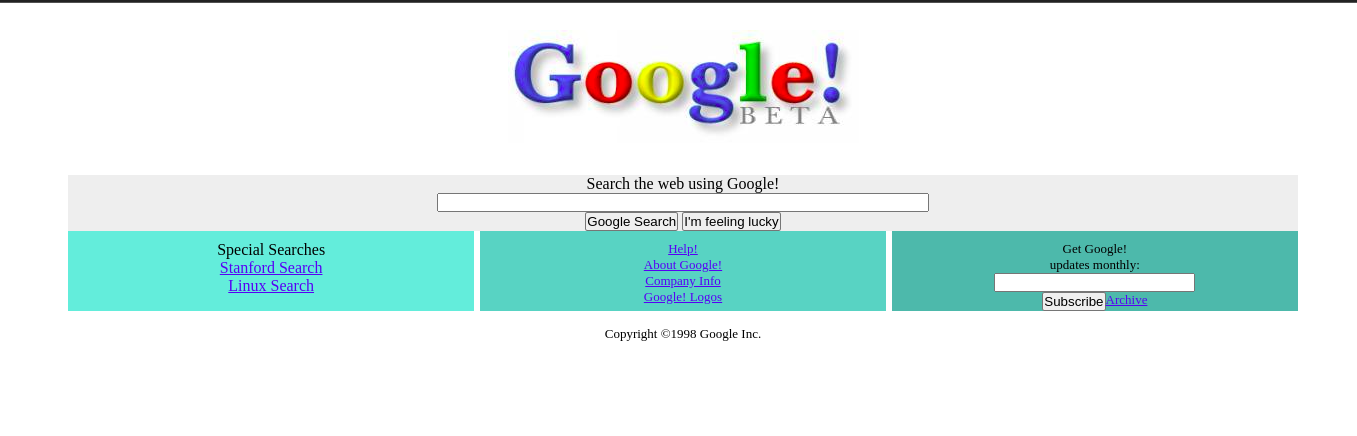 Google!
BETA
Search the web using Google!
Google Search I'm feeling lucky
Special Searches
Stanford Search
Linux Search
Help!
About Google!
Company Info
Google! Logos
Get Google!
updates monthly:
Subscribe Archive
Copyright ©1998 Google Inc.